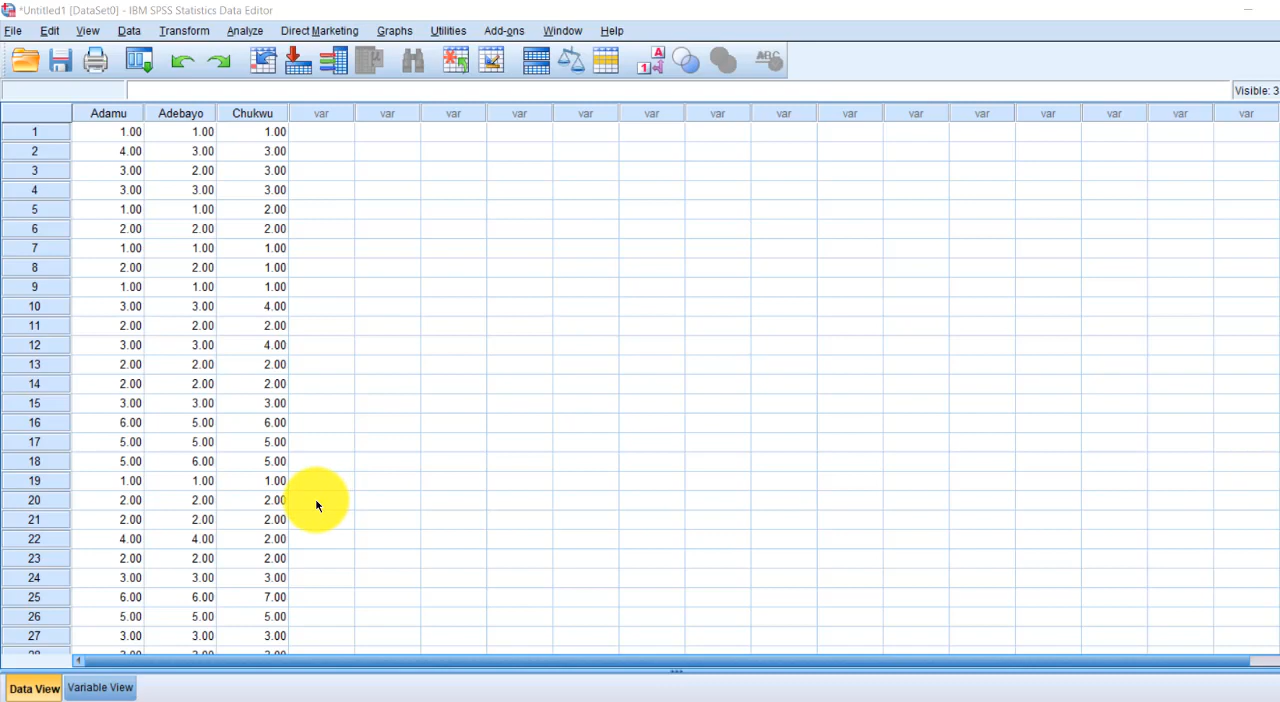 *Untitled1 [DataSet0] - IBM SPSS Statistics Data Editor
File Edit View Data Transform Analyze Direct Marketing Graphs Utilities Add-ons Window Help
1 A ABC
Visible: 3
Adamu Adebayo Chukwu var var var var var var var var var var var var var var var
1 1.00 1.00 1.00
2 4.00 3.00 3.00
3 3.00 2.00 3.00
4 3.00 3.00 3.00
5 1.00 1.00 2.00
6 2.00 2.00 2.00
7 1.00 1.00 1.00
8 2.00 2.00 1.00
9 1.00 1.00 1.00
10 3.00 3.00 4.00
11 2.00 2.00 2.00
12 3.00 3.00 4.00
13 2.00 2.00 2.00
14 2.00 2.00 2.00
15 3.00 3.00 3.00
16 6.00 5.00 6.00
17 5.00 5.00 5.00
18 5.00 6.00 5.00
19 1.00 1.00 1.00
20 2.00 2.00 2.00
21 2.00 2.00 2.00
22 4.00 4.00 2.00
23 2.00 2.00 2.00
24 3.00 3.00 3.00
25 6.00 6.00 7.00
26 5.00 5.00 5.00
27 3.00 3.00 3.00
Data View Variable View